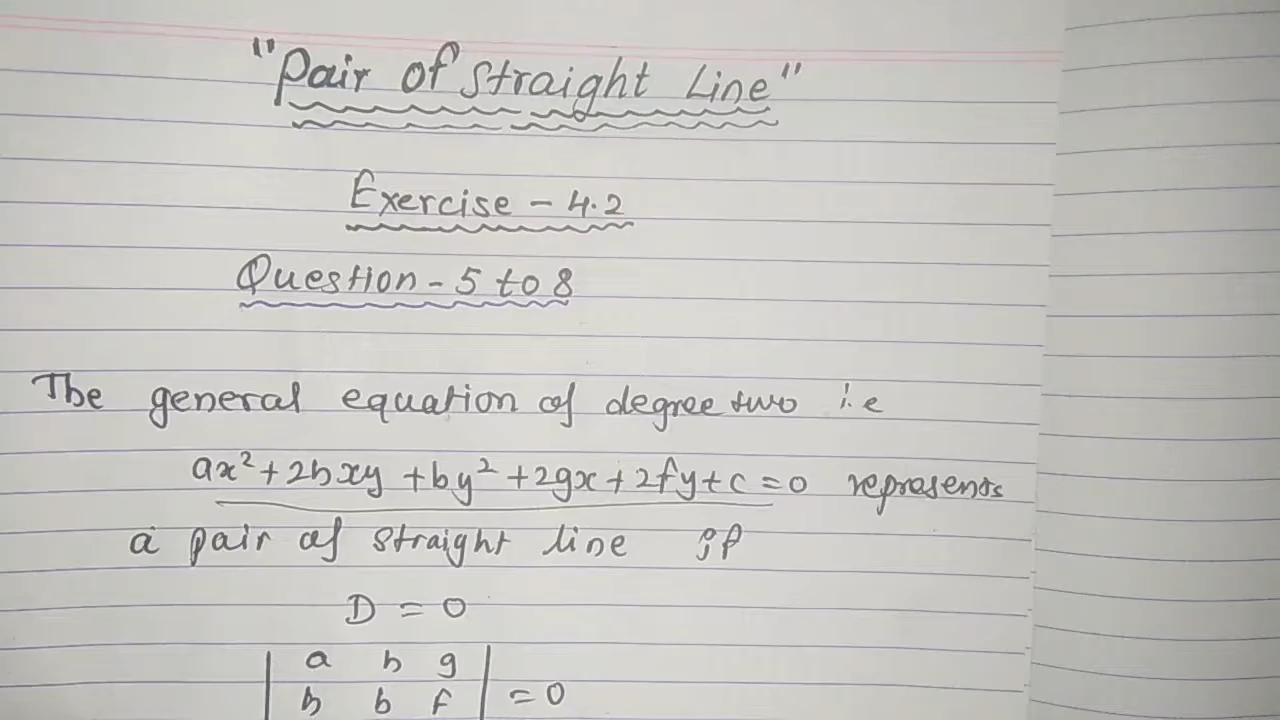 "Pair of Straight Line"
Exercise - 4.2
Question - 5 to 8
The general equation of degree two i.e
ax² + 2hxy + by² + 2gx + 2fy + c = 0 represents
a pair of straight line if
D = 0
| a h g |
| h b f | = 0